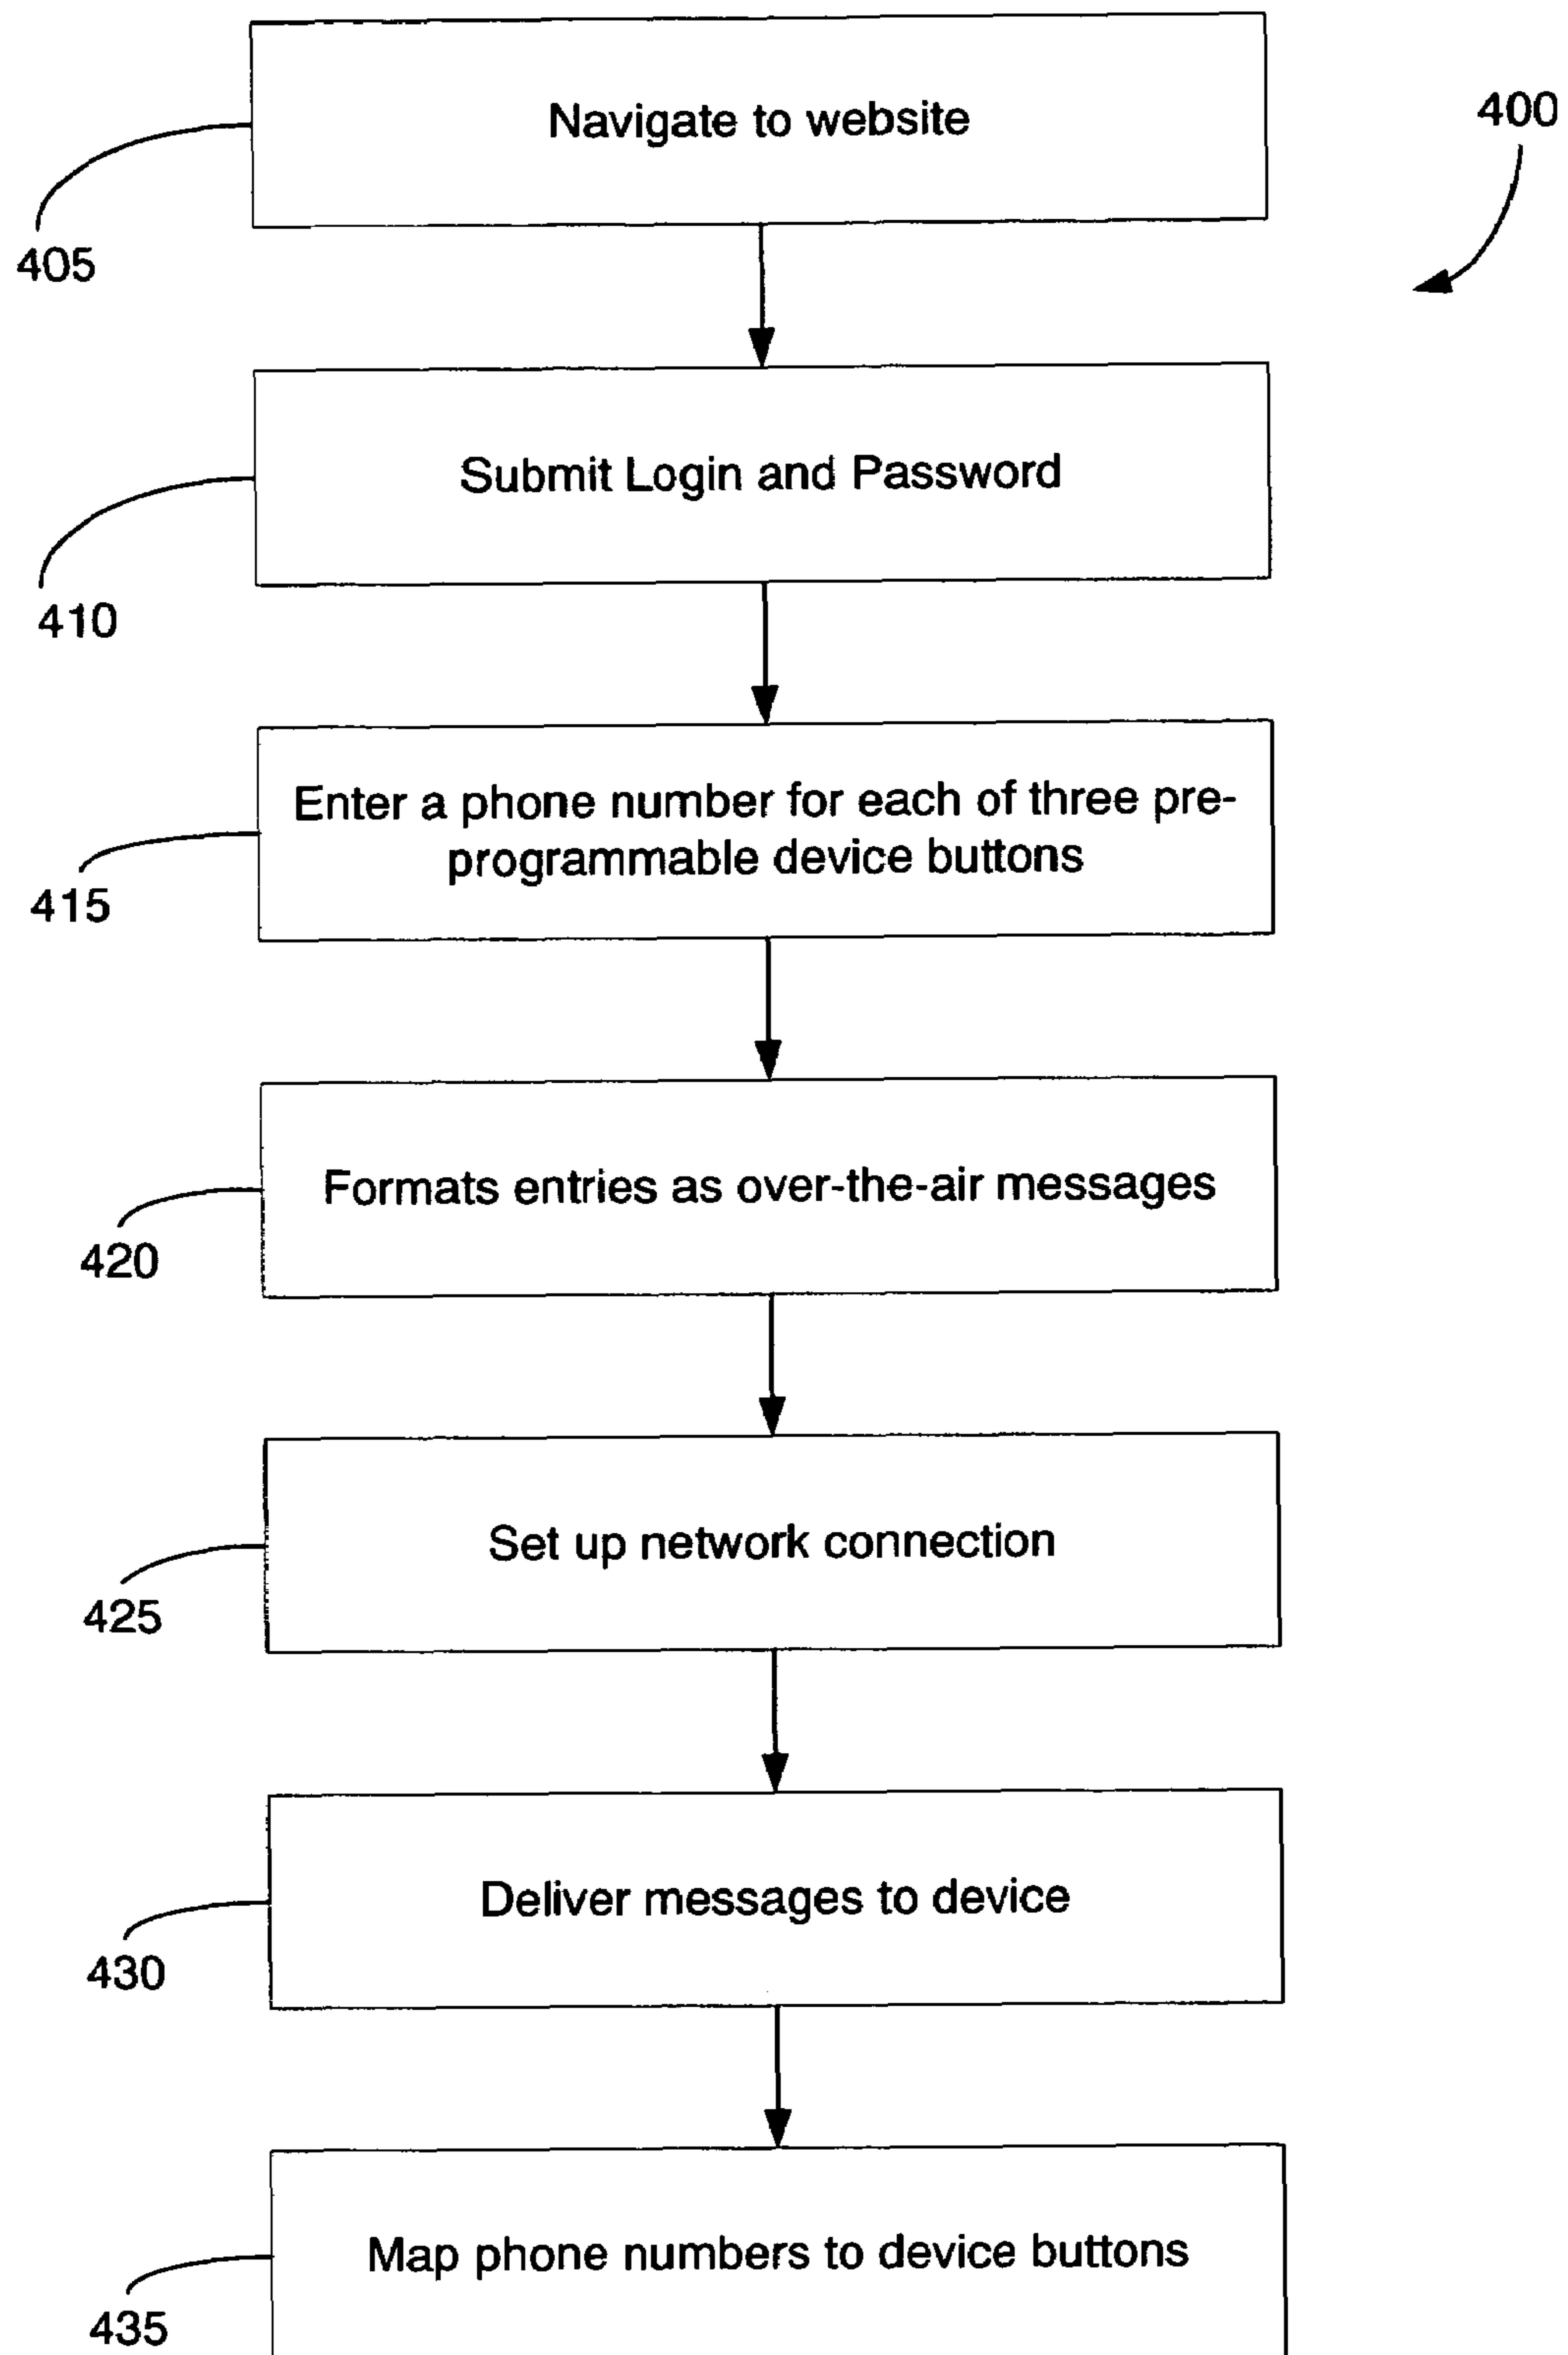 Navigate to website
400
405
Submit Login and Password
410
Enter a phone number for each of three pre-
programmable device buttons
415
Formats entries as over-the-air messages
420
Set up network connection
425
Deliver messages to device
430
Map phone numbers to device buttons
435